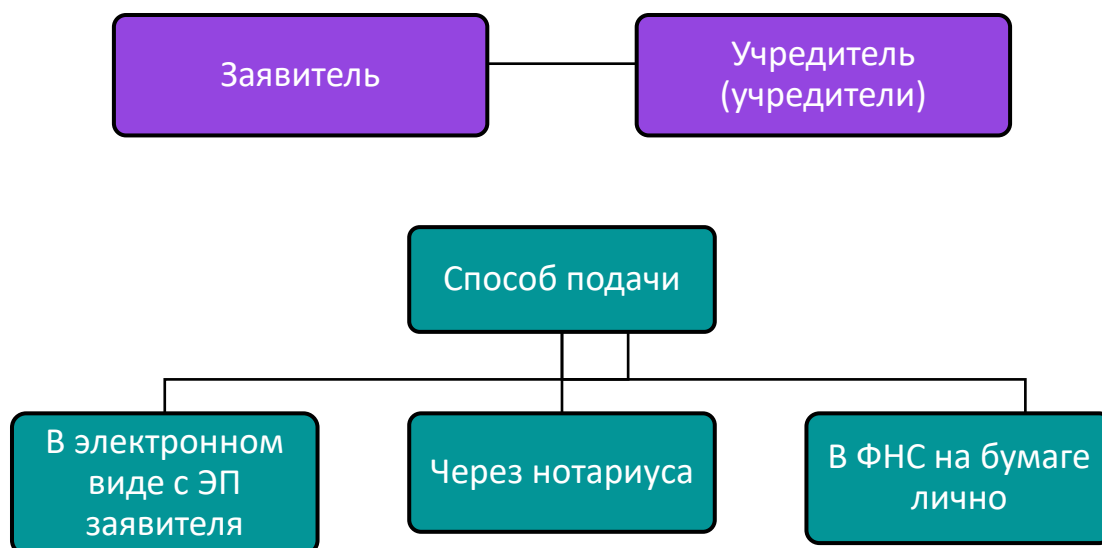 Заявитель
Учредитель
(учредители)
Способ подачи
В электронном
виде с ЭП
заявителя
Через нотариуса
В ФНС на бумаге
лично